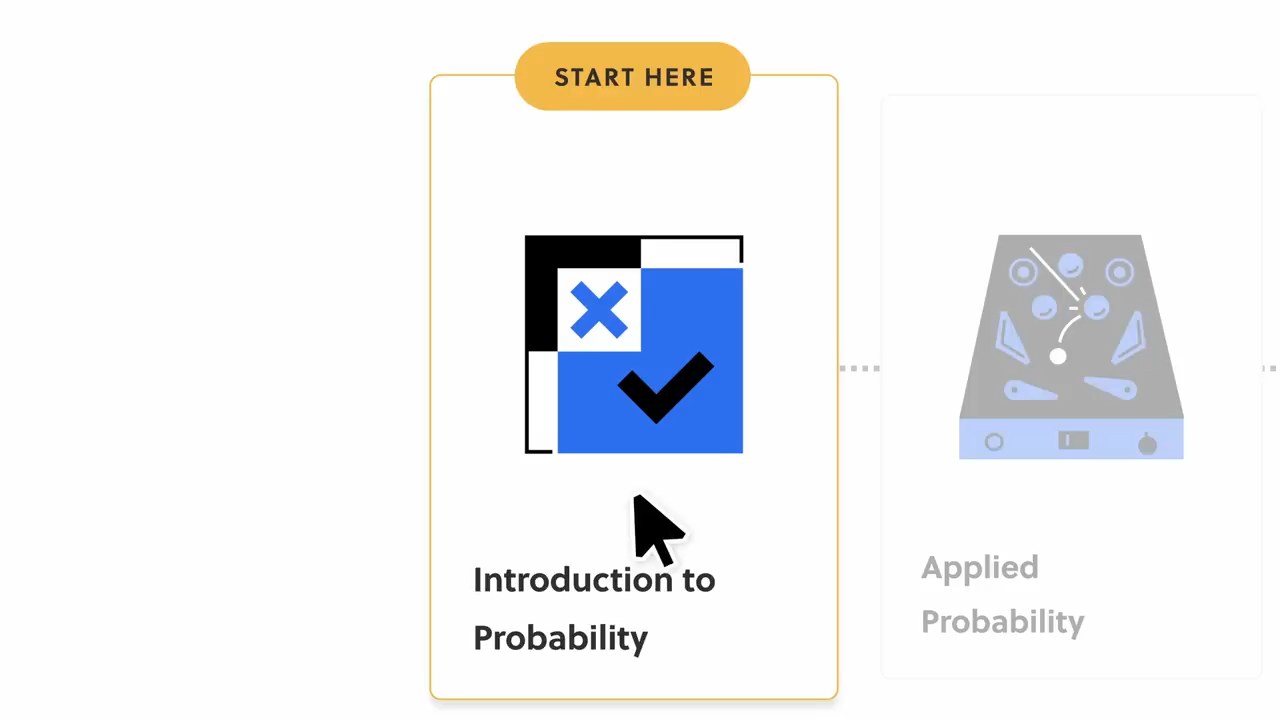 START HERE
Introduction to
Probability
Applied
Probability